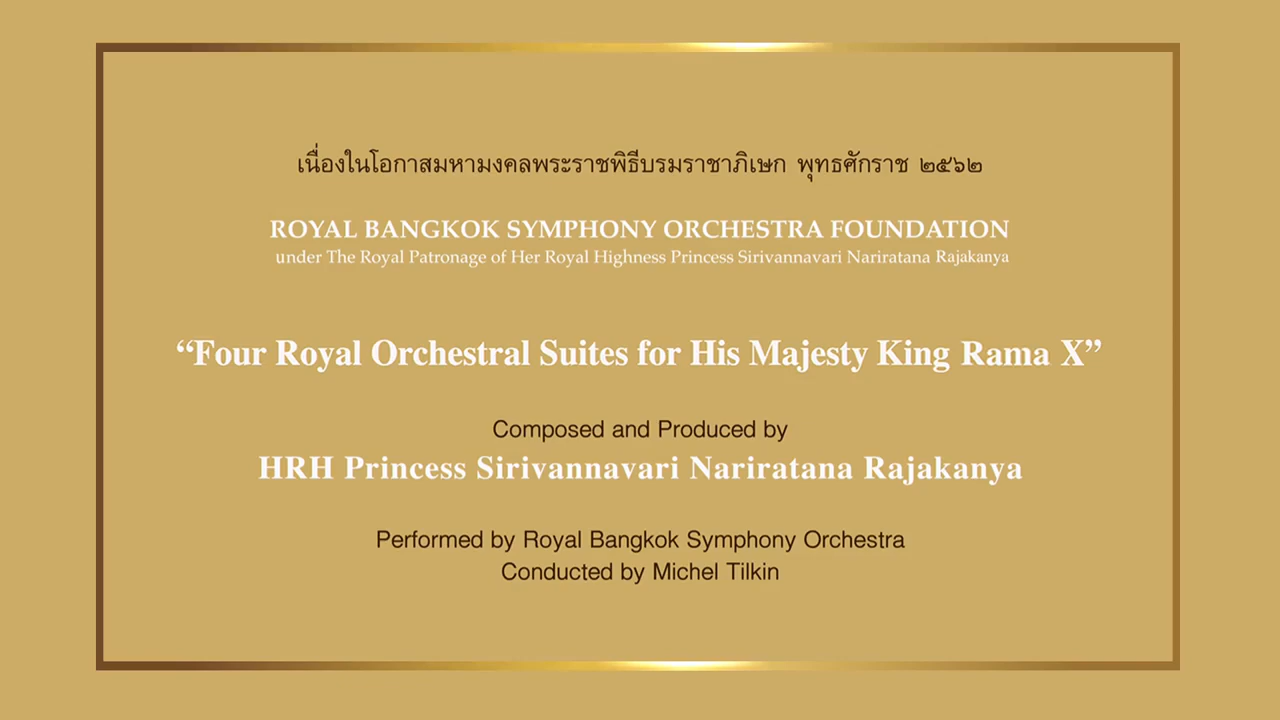 เนื่องในโอกาสมหามงคลพระราชพิธีบรมราชาภิเษก พุทธศักราช ๒๕๖๒
ROYAL BANGKOK SYMPHONY ORCHESTRA FOUNDATION
under The Royal Patronage of Her Royal Highness Princess Sirivannavari Nariratana Rajakanya
“Four Royal Orchestral Suites for His Majesty King Rama X”
Composed and Produced by
HRH Princess Sirivannavari Nariratana Rajakanya
Performed by Royal Bangkok Symphony Orchestra
Conducted by Michel Tilkin